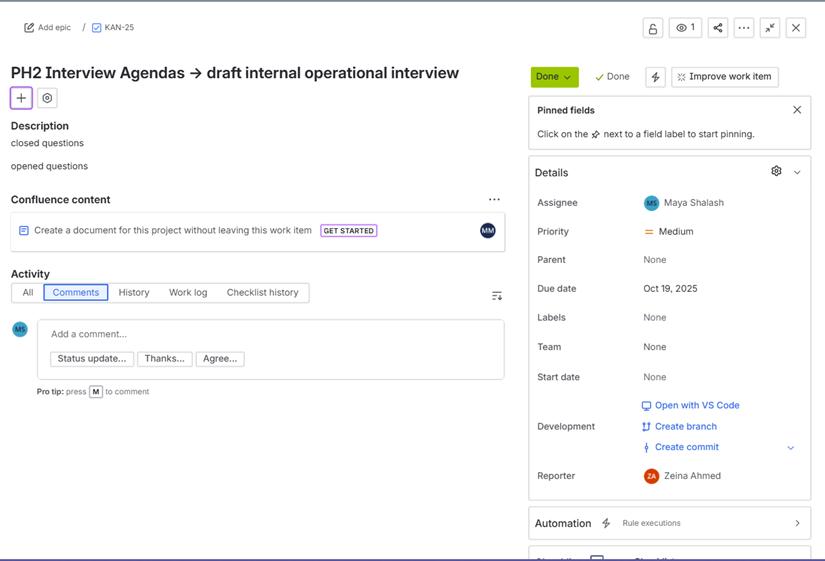 Add epic / KAN-25
1
PH2 Interview Agendas → draft internal operational interview
Description
closed questions
opened questions
Confluence content
Create a document for this project without leaving this work item GET STARTED MM
Activity
All Comments History Work log Checklist history
MS
Add a comment...
Status update... Thanks... Agree...
Pro tip: press M to comment
Done Done Improve work item
Pinned fields
Click on the next to a field label to start pinning.
Details
Assignee MS Maya Shalash
Priority Medium
Parent None
Due date Oct 19, 2025
Labels None
Team None
Start date None
Development
Open with VS Code
Create branch
Create commit
Reporter ZA Zeina Ahmed
Automation Rule executions